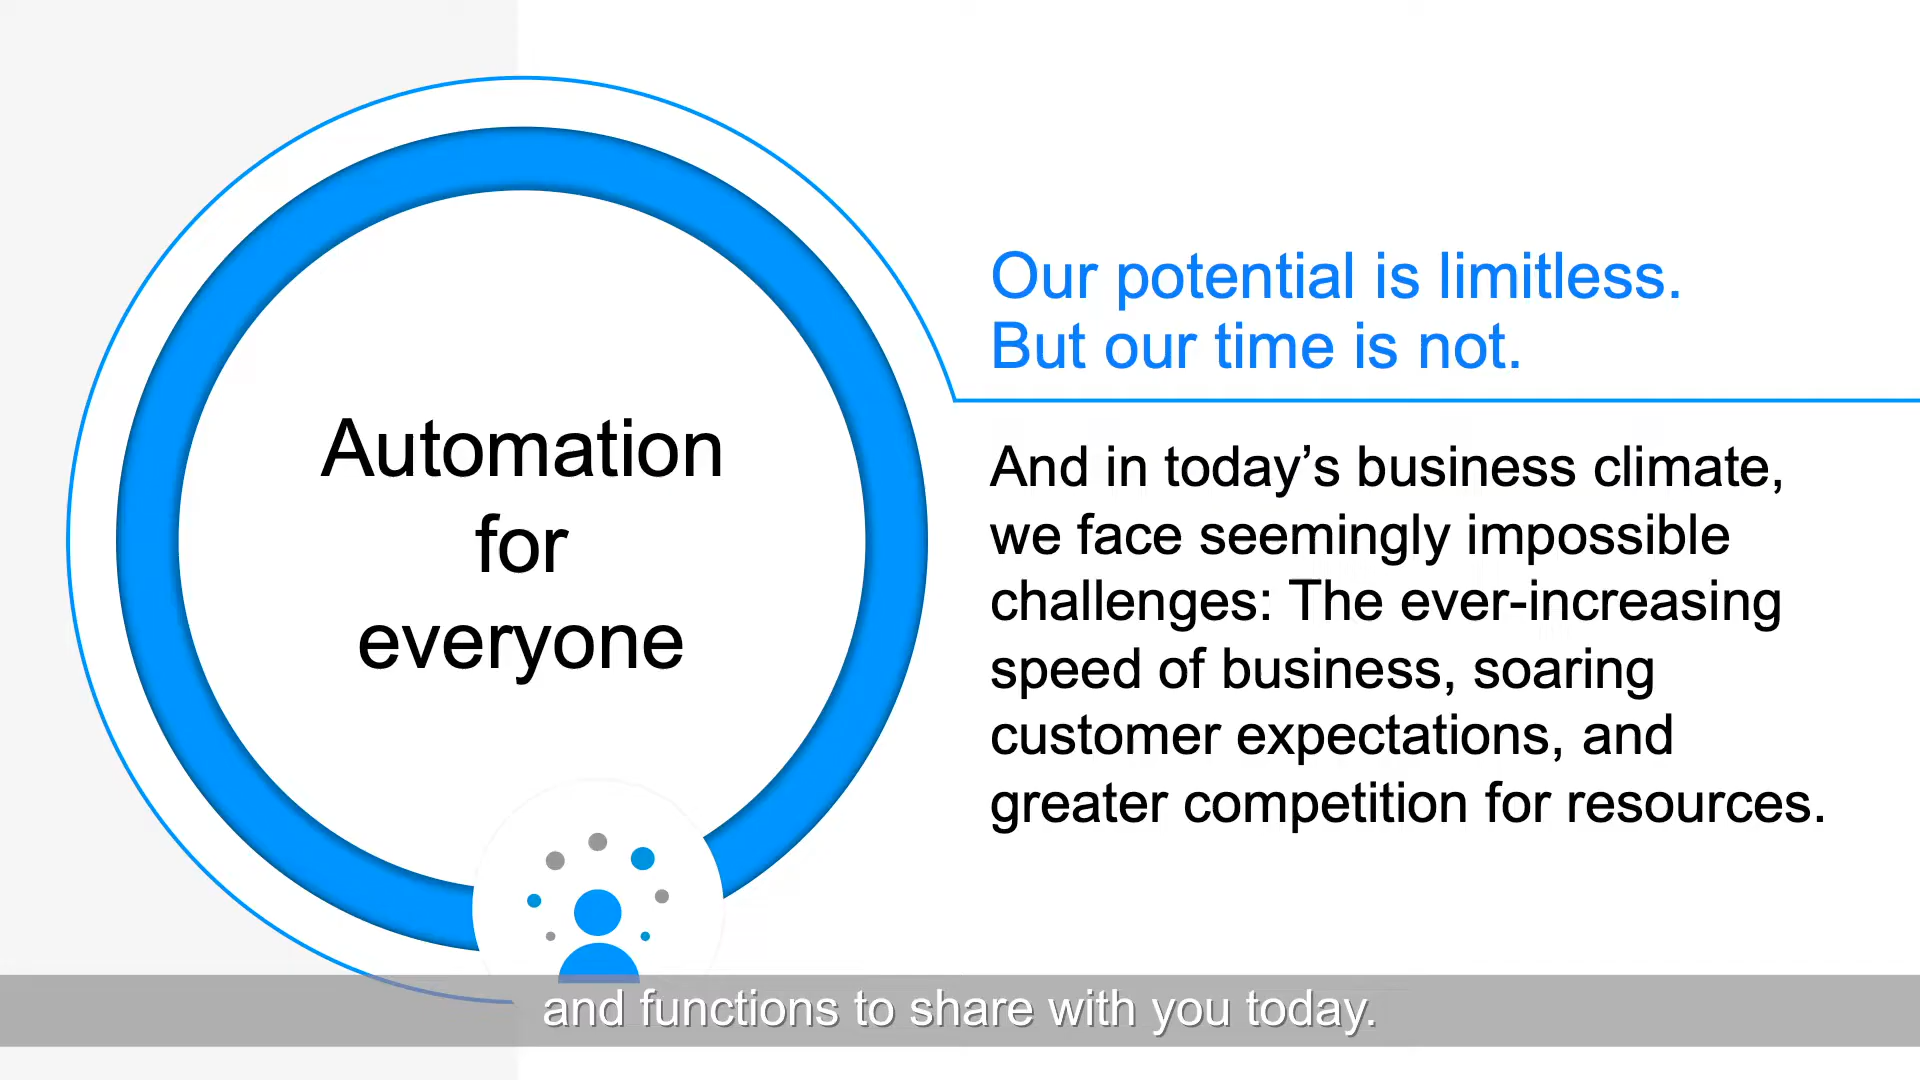 Automation
for
everyone
Our potential is limitless.
But our time is not.
And in today’s business climate,
we face seemingly impossible
challenges: The ever-increasing
speed of business, soaring
customer expectations, and
greater competition for resources.
and functions to share with you today.